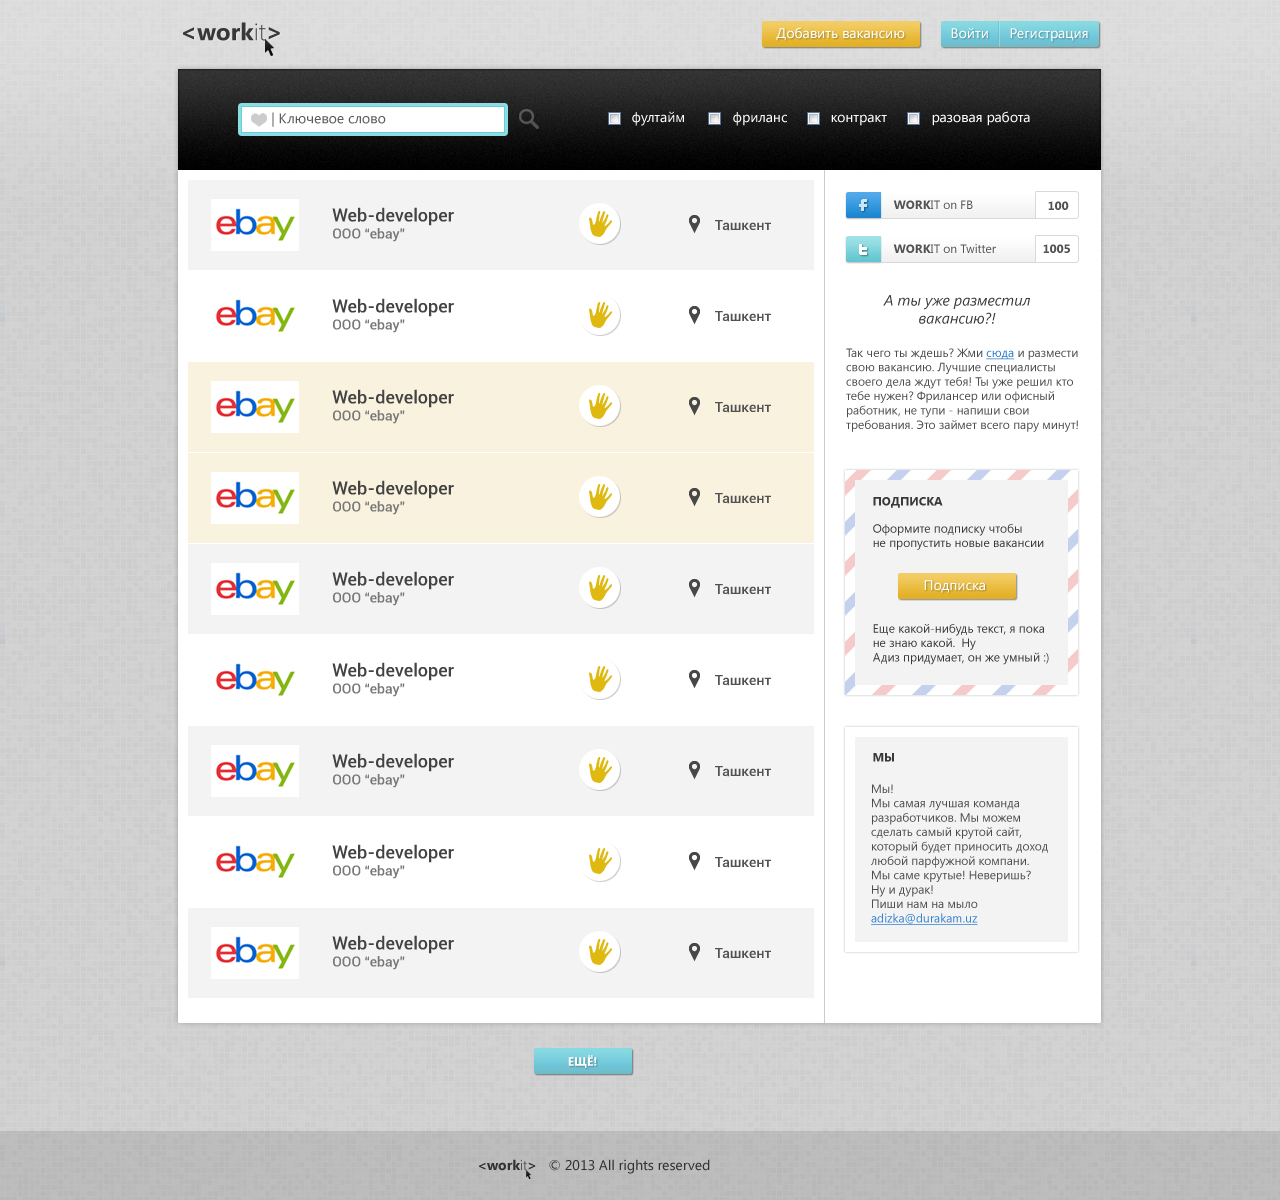 <workit>
Добавить вакансию
Войти
Регистрация
| Ключевое слово
фултайм
фриланс
контракт
разовая работа
ebay
Web-developer
ООО “ebay”
Ташкент
ebay
Web-developer
ООО “ebay”
Ташкент
ebay
Web-developer
ООО “ebay”
Ташкент
ebay
Web-developer
ООО “ebay”
Ташкент
ebay
Web-developer
ООО “ebay”
Ташкент
ebay
Web-developer
ООО “ebay”
Ташкент
ebay
Web-developer
ООО “ebay”
Ташкент
ebay
Web-developer
ООО “ebay”
Ташкент
ebay
Web-developer
ООО “ebay”
Ташкент
f
WORKIT on FB
100
t
WORKIT on Twitter
1005
А ты уже разместил
вакансию?!
Так чего ты ждешь? Жми сюда и размести
свою вакансию. Лучшие специалисты
своего дела ждут тебя! Ты уже решил кто
тебе нужен? Фрилансер или офисный
работник, не тупи - напиши свои
требования. Это займет всего пару минут!
ПОДПИСКА
Оформите подписку чтобы
не пропустить новые вакансии
Подписка
Еще какой-нибудь текст, я пока
не знаю какой. Ну
Адиз придумает, он же умный :)
МЫ
Мы!
Мы самая лучшая команда
разработчиков. Мы можем
сделать самый крутой сайт,
который будет приносить доход
любой парфужной компани.
Мы саме крутые! Неверишь?
Ну и дурак!
Пиши нам на мыло
adizka@durakam.uz
ЕЩЁ!
<workit>
© 2013 All rights reserved